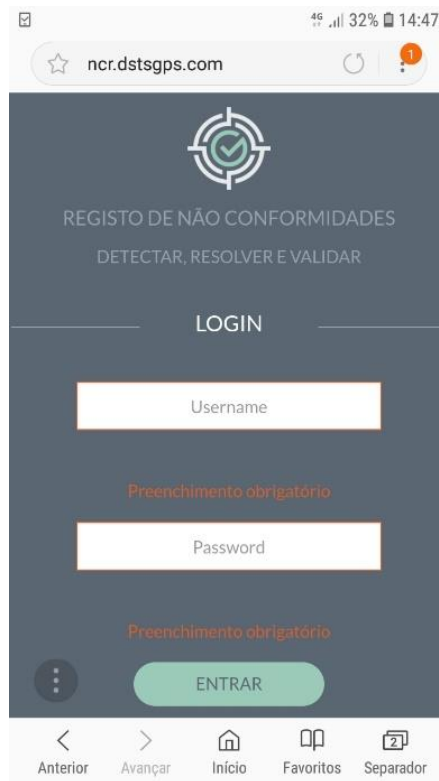 4G 32% 14:47
ncr.dstsgps.com
1
REGISTO DE NÃO CONFORMIDADES
DETECTAR, RESOLVER E VALIDAR
LOGIN
Username
Preenchimento obrigatório
Password
Preenchimento obrigatório
ENTRAR
2
Anterior Avançar Início Favoritos Separador